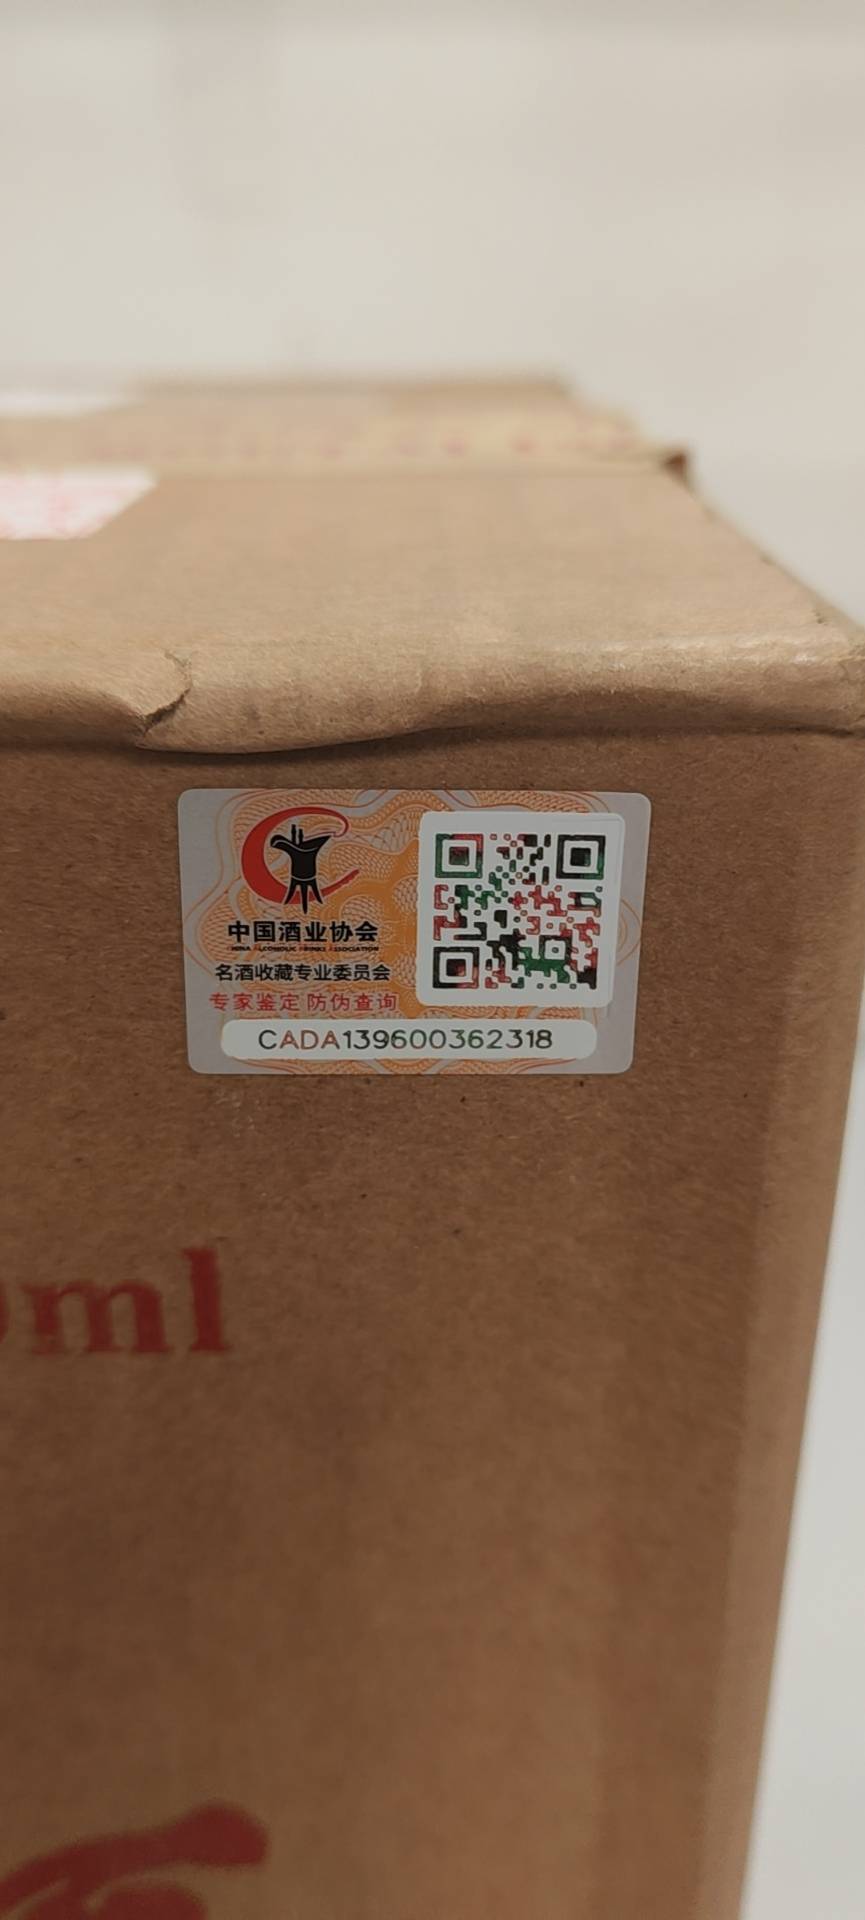 中国酒业协会
CHINA ALCOHOLIC DRINKS ASSOCIATION
名酒收藏专业委员会
专家鉴定 防伪查询
CADA139600362318
ml